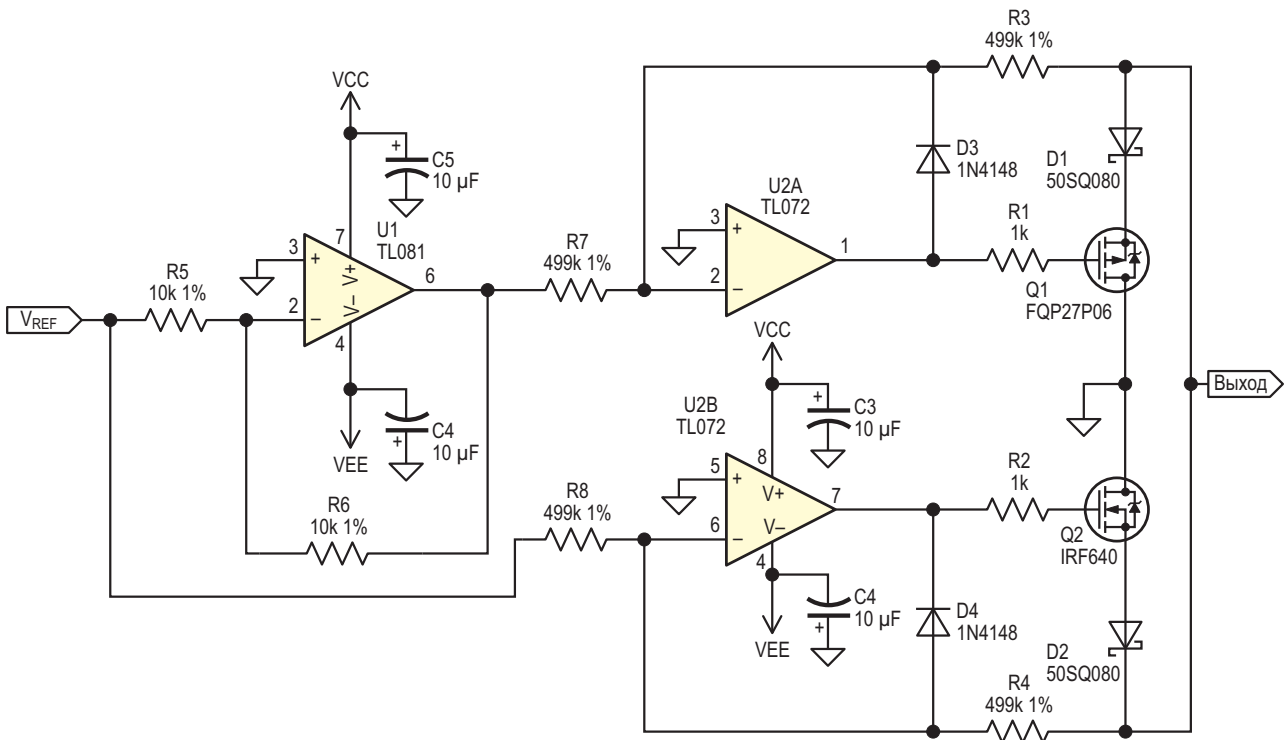 R3
499k 1%
VCC
+
C5
10 µF
D3
1N4148
D1
50SQ080
U1
TL081
7
3
+
V+
6
2
−
V−
4
R5
10k 1%
VREF
R7
499k 1%
U2A
TL072
3
+
1
2
−
R1
1k
Q1
FQP27P06
VCC
+
C3
10 µF
Выход
C4
10 µF
+
VEE
U2B
TL072
8
5
+
V+
7
6
−
V−
4
R2
1k
Q2
IRF640
R6
10k 1%
R8
499k 1%
C4
10 µF
+
VEE
D4
1N4148
D2
50SQ080
R4
499k 1%